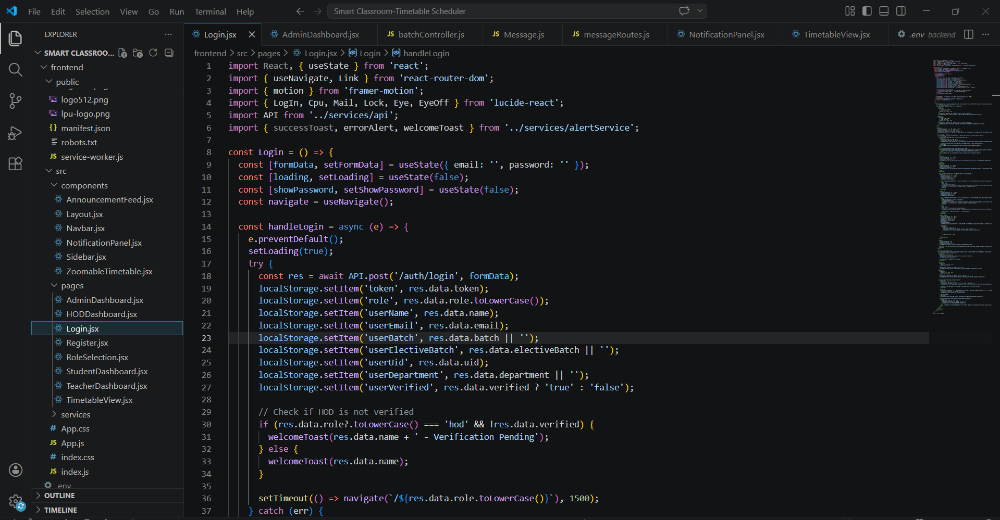 File Edit Selection View Go Run Terminal Help
Smart Classroom-Timetable Scheduler
EXPLORER
SMART CLASSROO...
frontend
public
logo512.png
lpu-logo.png
manifest.json
robots.txt
JS service-worker.js
src
components
AnnouncementFeed.jsx
Layout.jsx
Navbar.jsx
NotificationPanel.jsx
Sidebar.jsx
ZoomableTimetable.jsx
pages
AdminDashboard.jsx
HODDashboard.jsx
Login.jsx
Register.jsx
RoleSelection.jsx
StudentDashboard.jsx
TeacherDashboard.jsx
TimetableView.jsx
services
# App.css
JS App.js
# index.css
JS index.js
.env
OUTLINE
TIMELINE
Login.jsx AdminDashboard.jsx JS batchController.js JS Message.js JS messageRoutes.js NotificationPanel.jsx TimetableView.jsx .env backend
frontend > src > pages > Login.jsx > Login > handleLogin
1 import React, { useState } from 'react';
2 import { useNavigate, Link } from 'react-router-dom';
3 import { motion } from 'framer-motion';
4 import { LogIn, Cpu, Mail, Lock, Eye, EyeOff } from 'lucide-react';
5 import API from '../services/api';
6 import { successToast, errorAlert, welcomeToast } from '../services/alertService';
7
8 const Login = () => {
9 const [formData, setFormData] = useState({ email: '', password: '' });
10 const [loading, setLoading] = useState(false);
11 const [showPassword, setShowPassword] = useState(false);
12 const navigate = useNavigate();
13
14 const handleLogin = async (e) => {
15 e.preventDefault();
16 setLoading(true);
17 try {
18 const res = await API.post('/auth/login', formData);
19 localStorage.setItem('token', res.data.token);
20 localStorage.setItem('role', res.data.role.toLowerCase());
21 localStorage.setItem('userName', res.data.name);
22 localStorage.setItem('userEmail', res.data.email);
23 localStorage.setItem('userBatch', res.data.batch || '');
24 localStorage.setItem('userElectiveBatch', res.data.electiveBatch || '');
25 localStorage.setItem('userUid', res.data.uid);
26 localStorage.setItem('userDepartment', res.data.department || '');
27 localStorage.setItem('userVerified', res.data.verified ? 'true' : 'false');
28
29 // Check if HOD is not verified
30 if (res.data.role?.toLowerCase() === 'hod' && !res.data.verified) {
31 welcomeToast(res.data.name + ' - Verification Pending');
32 } else {
33 welcomeToast(res.data.name);
34 }
35
36 setTimeout(() => navigate(`/${res.data.role.toLowerCase()}`), 1500);
37 } catch (err) {